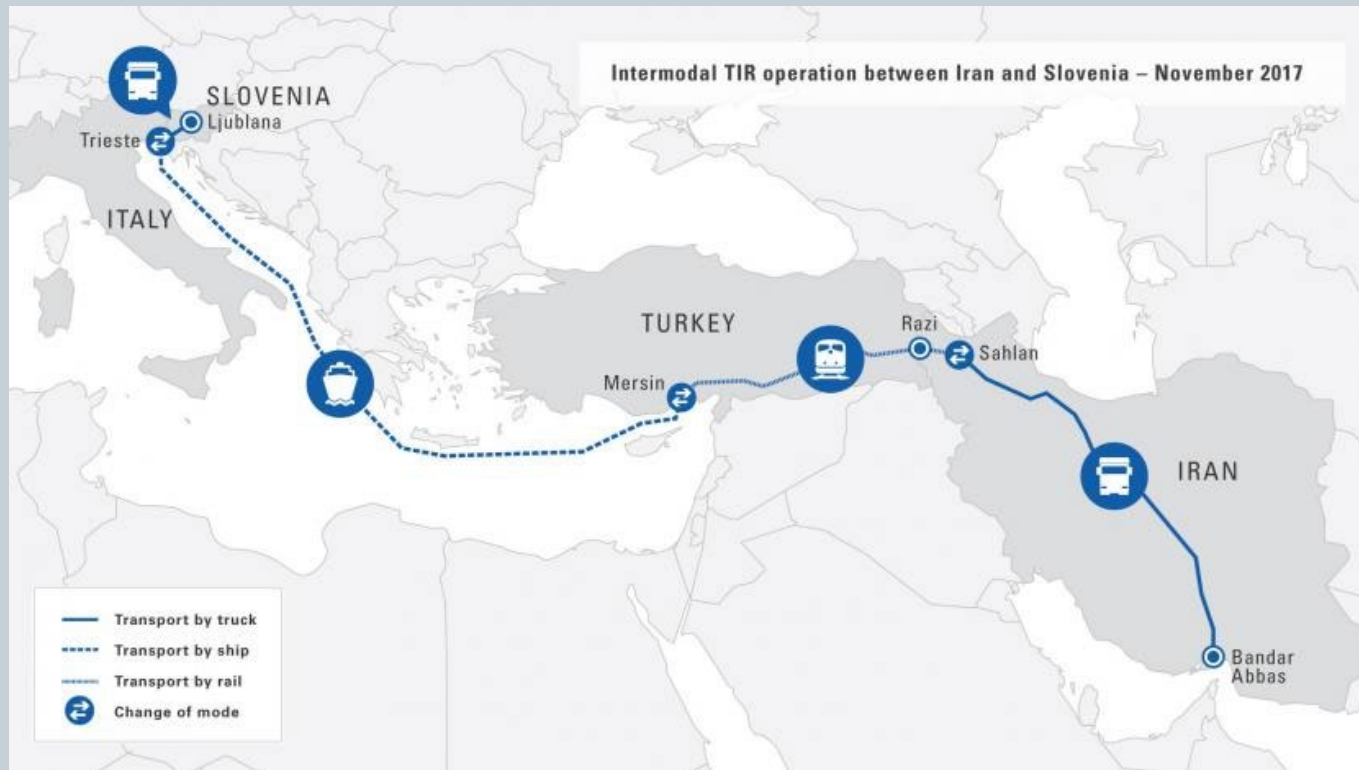 Intermodal TIR operation between Iran and Slovenia – November 2017
SLOVENIA
Ljublana
Trieste
ITALY
TURKEY
Razi
Sahlan
Mersin
IRAN
Bandar
Abbas
Transport by truck
Transport by ship
Transport by rail
Change of mode